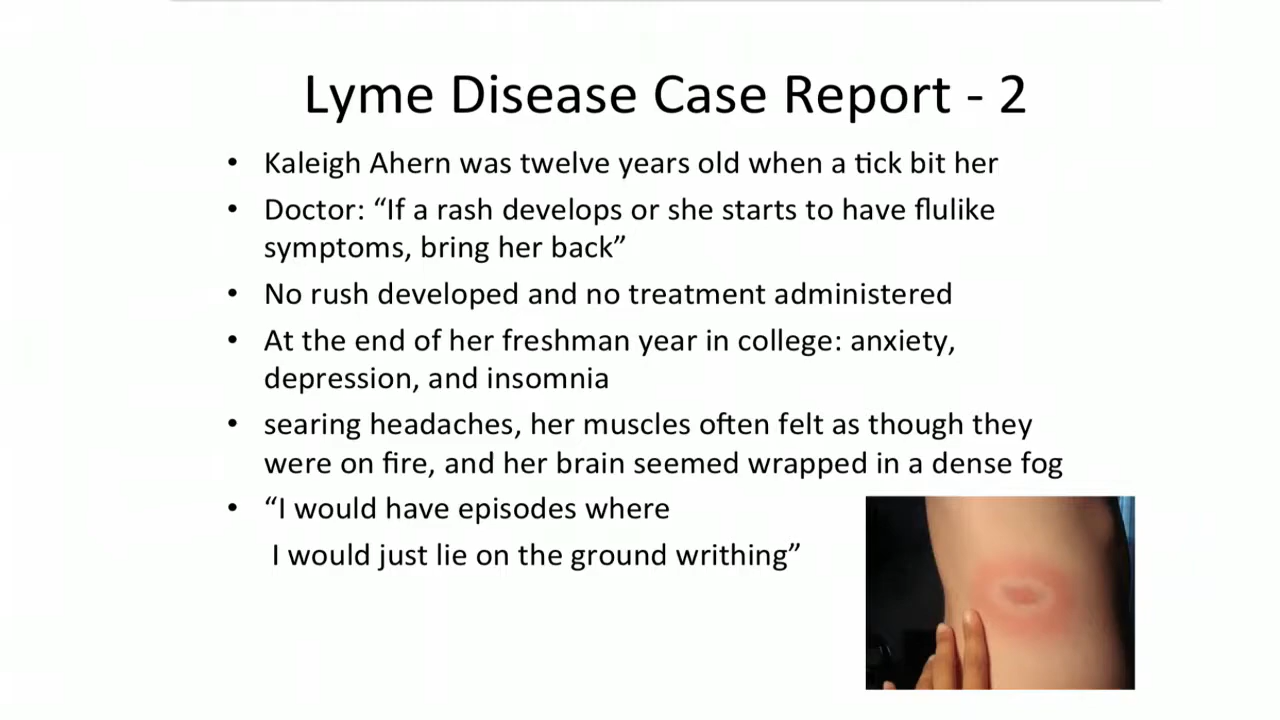 Lyme Disease Case Report - 2
• Kaleigh Ahern was twelve years old when a tick bit her
• Doctor: “If a rash develops or she starts to have flulike
symptoms, bring her back”
• No rush developed and no treatment administered
• At the end of her freshman year in college: anxiety,
depression, and insomnia
• searing headaches, her muscles often felt as though they
were on fire, and her brain seemed wrapped in a dense fog
• “I would have episodes where
I would just lie on the ground writhing”